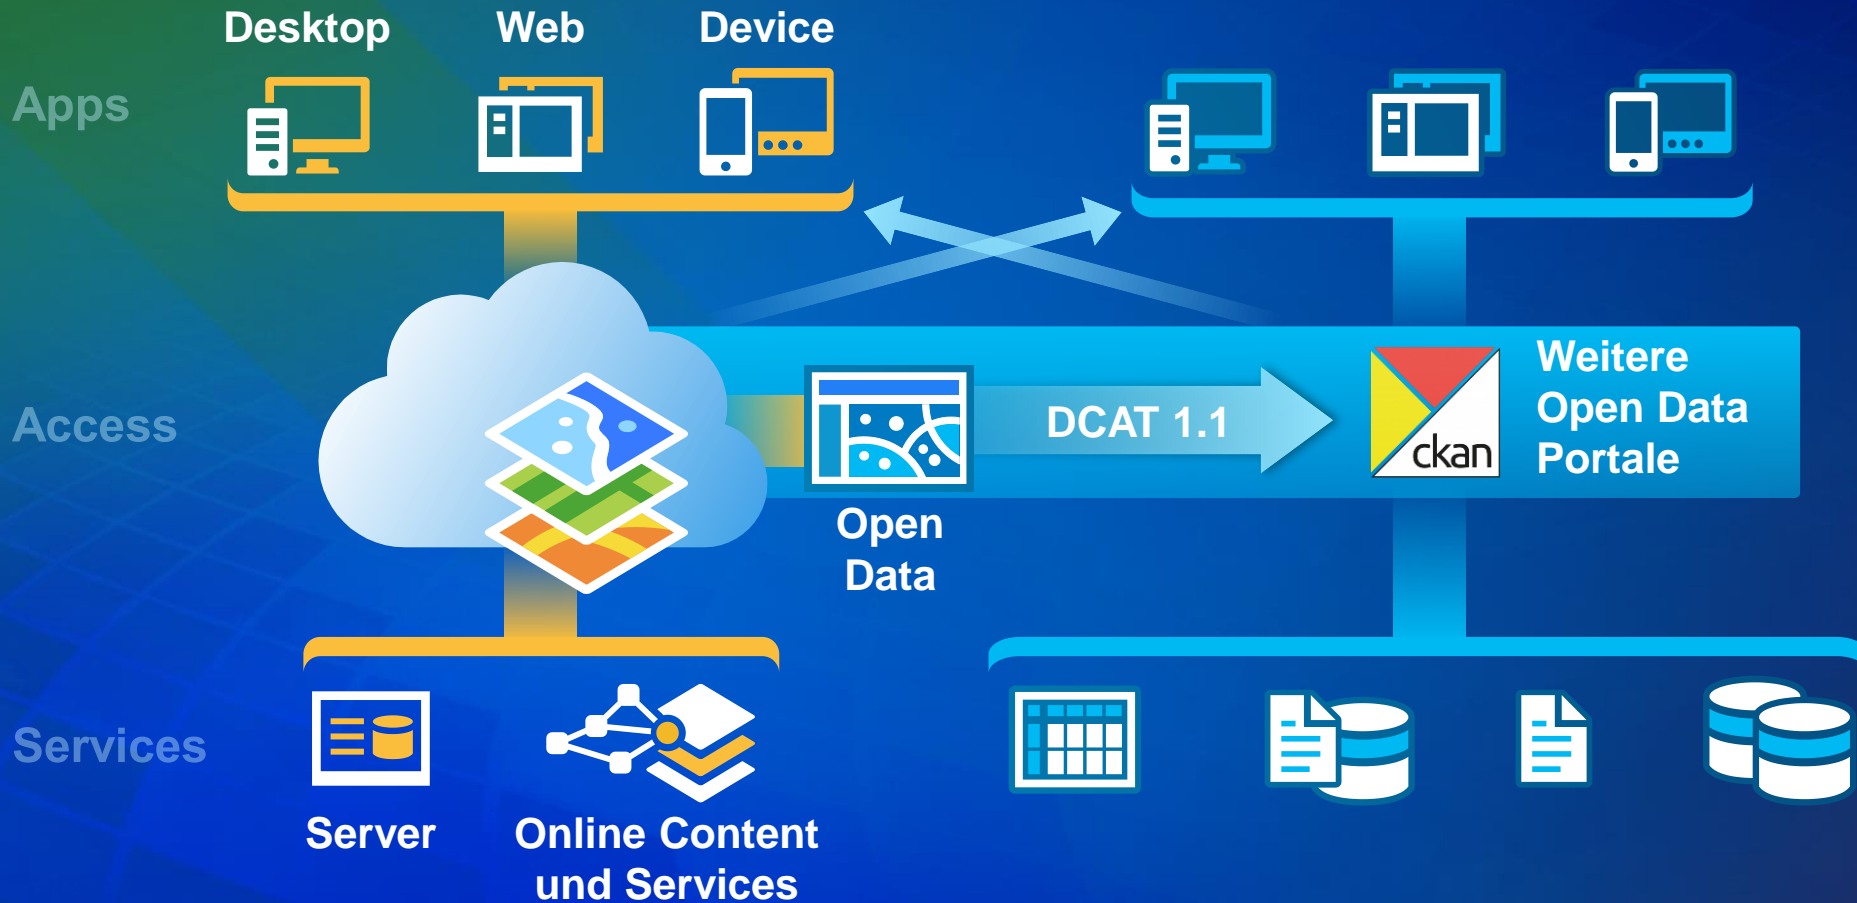 Desktop Web Device
Apps
Access
DCAT 1.1
ckan
Weitere
Open Data
Portale
Open
Data
Services
Server
Online Content
und Services